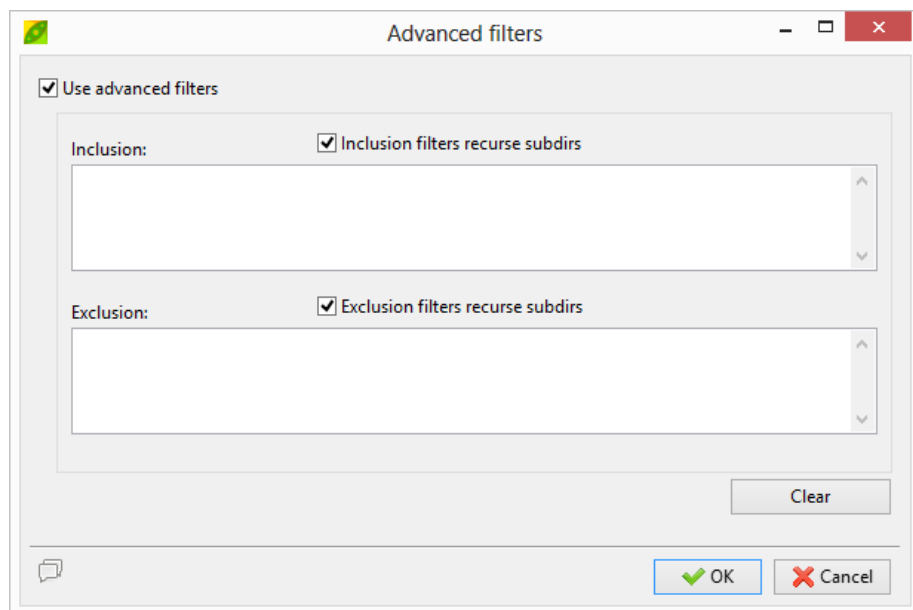 Advanced filters
Use advanced filters
Inclusion:
Inclusion filters recurse subdirs
Exclusion:
Exclusion filters recurse subdirs
Clear
OK
Cancel